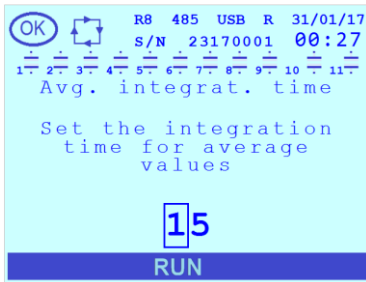 OK R8 485 USB R 31/01/17
S/N 23170001 00:27
1 2 3 4 5 6 7 8 9 10 11
Avg. integrat. time
Set the integration
time for average
values
15
RUN